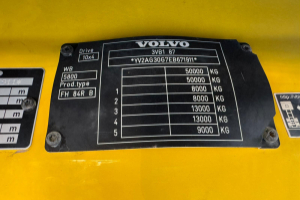 VOLVO
Drive
10x4
3VB1 87
*YV2AG30G7EB671911*
WB
5800
Prod.type
FH 84R B
50000 KG
50000 KG
1 8000 KG
2 8000 KG
3 13000 KG
4 13000 KG
5 9000 KG
m
m
m
m